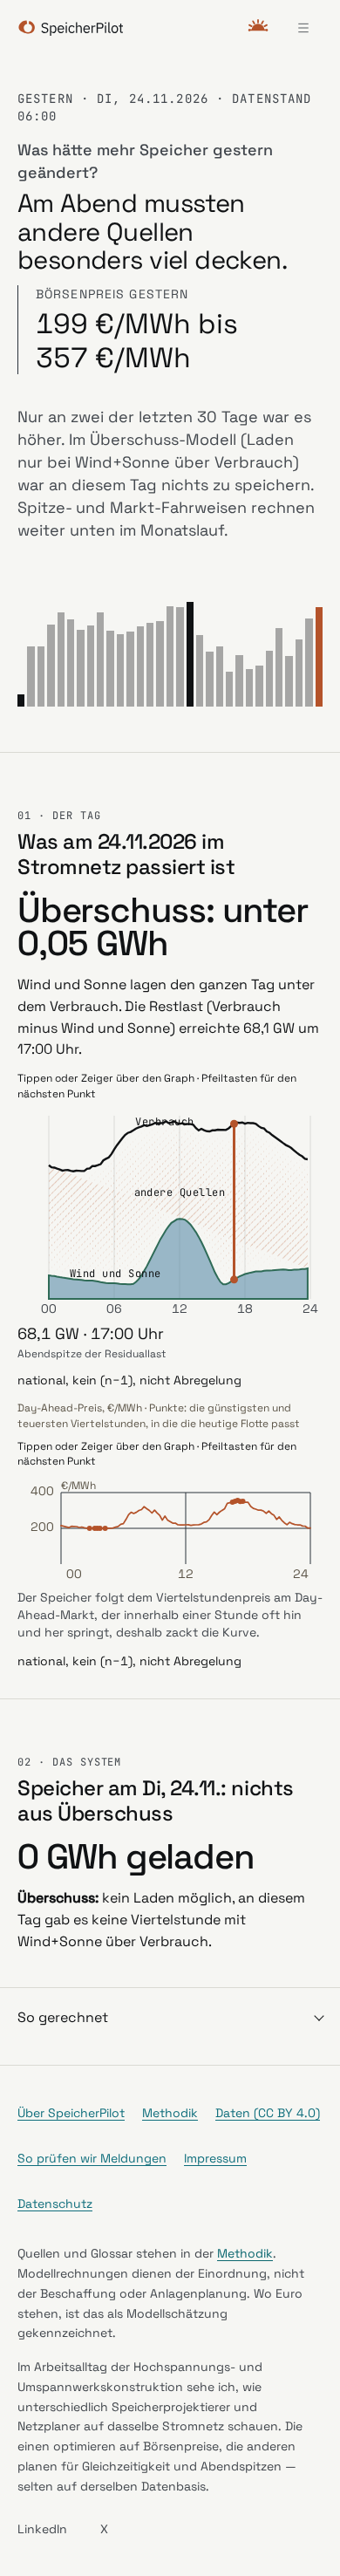 SpeicherPilot
GESTERN · DI, 24.11.2026 · DATENSTAND
06:00
Was hätte mehr Speicher gestern
geändert?
Am Abend mussten
andere Quellen
besonders viel decken.
BÖRSENPREIS GESTERN
199 €/MWh bis
357 €/MWh
Nur an zwei der letzten 30 Tage war es
höher. Im Überschuss-Modell (Laden
nur bei Wind+Sonne über Verbrauch)
war an diesem Tag nichts zu speichern.
Spitze- und Markt-Fahrweisen rechnen
weiter unten im Monatslauf.
01 · DER TAG
Was am 24.11.2026 im
Stromnetz passiert ist
Überschuss: unter
0,05 GWh
Wind und Sonne lagen den ganzen Tag unter
dem Verbrauch. Die Restlast (Verbrauch
minus Wind und Sonne) erreichte 68,1 GW um
17:00 Uhr.
Tippen oder Zeiger über den Graph · Pfeiltasten für den
nächsten Punkt
Verbrauch
andere Quellen
Wind und Sonne
00 06 12 18 24
68,1 GW · 17:00 Uhr
Abendspitze der Residuallast
national, kein (n−1), nicht Abregelung
Day-Ahead-Preis, €/MWh · Punkte: die günstigsten und
teuersten Viertelstunden, in die die heutige Flotte passt
Tippen oder Zeiger über den Graph · Pfeiltasten für den
nächsten Punkt
€/MWh
400
200
00 12 24
Der Speicher folgt dem Viertelstundenpreis am Day-
Ahead-Markt, der innerhalb einer Stunde oft hin
und her springt, deshalb zackt die Kurve.
national, kein (n−1), nicht Abregelung
02 · DAS SYSTEM
Speicher am Di, 24.11.: nichts
aus Überschuss
0 GWh geladen
Überschuss: kein Laden möglich, an diesem
Tag gab es keine Viertelstunde mit
Wind+Sonne über Verbrauch.
So gerechnet
Über SpeicherPilot Methodik Daten (CC BY 4.0)
So prüfen wir Meldungen Impressum
Datenschutz
Quellen und Glossar stehen in der Methodik.
Modellrechnungen dienen der Einordnung, nicht
der Beschaffung oder Anlagenplanung. Wo Euro
stehen, ist das als Modellschätzung
gekennzeichnet.
Im Arbeitsalltag der Hochspannungs- und
Umspannwerkskonstruktion sehe ich, wie
unterschiedlich Speicherprojektierer und
Netzplaner auf dasselbe Stromnetz schauen. Die
einen optimieren auf Börsenpreise, die anderen
planen für Gleichzeitigkeit und Abendspitzen —
selten auf derselben Datenbasis.
LinkedIn X